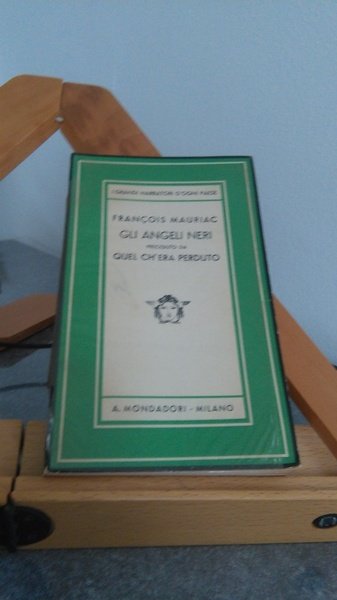 I GRANDI NARRATORI D'OGNI PAESE
FRANÇOIS MAURIAC
GLI ANGELI NERI
PRECEDUTO DA
QUEL CH'ERA PERDUTO
A. MONDADORI - MILANO